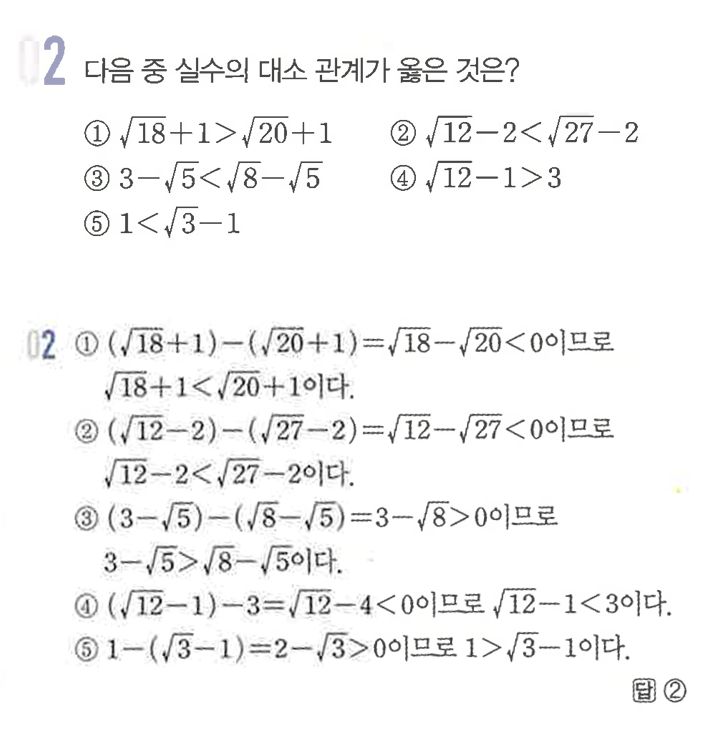 02 다음 중 실수의 대소 관계가 옳은 것은?
① √18+1>√20+1 ② √12-2<√27-2
③ 3-√5<√8-√5 ④ √12-1>3
⑤ 1<√3-1
02 ① (√18+1)-(√20+1)=√18-√20<0이므로
√18+1<√20+1이다.
② (√12-2)-(√27-2)=√12-√27<0이므로
√12-2<√27-2이다.
③ (3-√5)-(√8-√5)=3-√8>0이므로
3-√5>√8-√5이다.
④ (√12-1)-3=√12-4<0이므로 √12-1<3이다.
⑤ 1-(√3-1)=2-√3>0이므로 1>√3-1이다.
답 ②